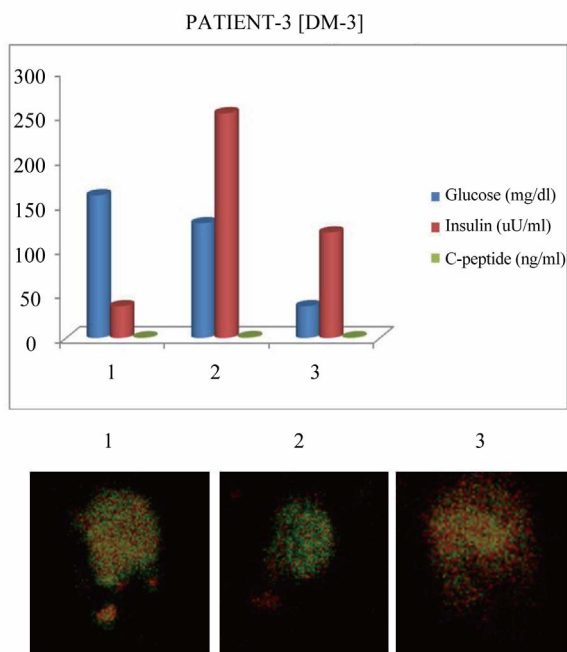 PATIENT-3 [DM-3]
300
250
200
150
100
50
0
1 2 3
Glucose (mg/dl)
Insulin (uU/ml)
C-peptide (ng/ml)
1 2 3